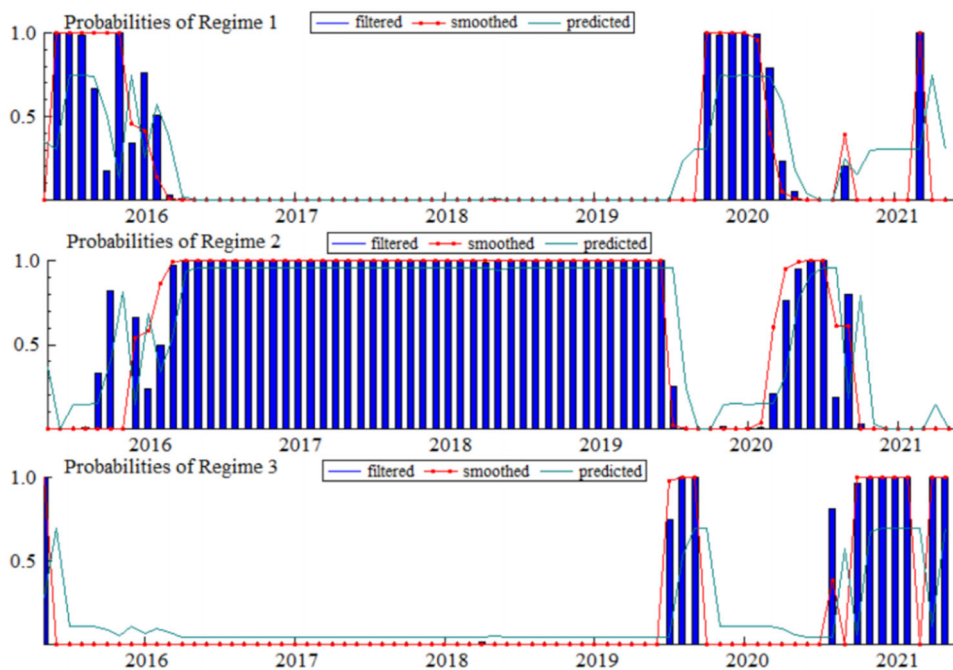 Probabilities of Regime 1
filtered smoothed predicted
1.0
0.5
2016 2017 2018 2019 2020 2021
Probabilities of Regime 2
filtered smoothed predicted
1.0
0.5
2016 2017 2018 2019 2020 2021
Probabilities of Regime 3
filtered smoothed predicted
1.0
0.5
2016 2017 2018 2019 2020 2021